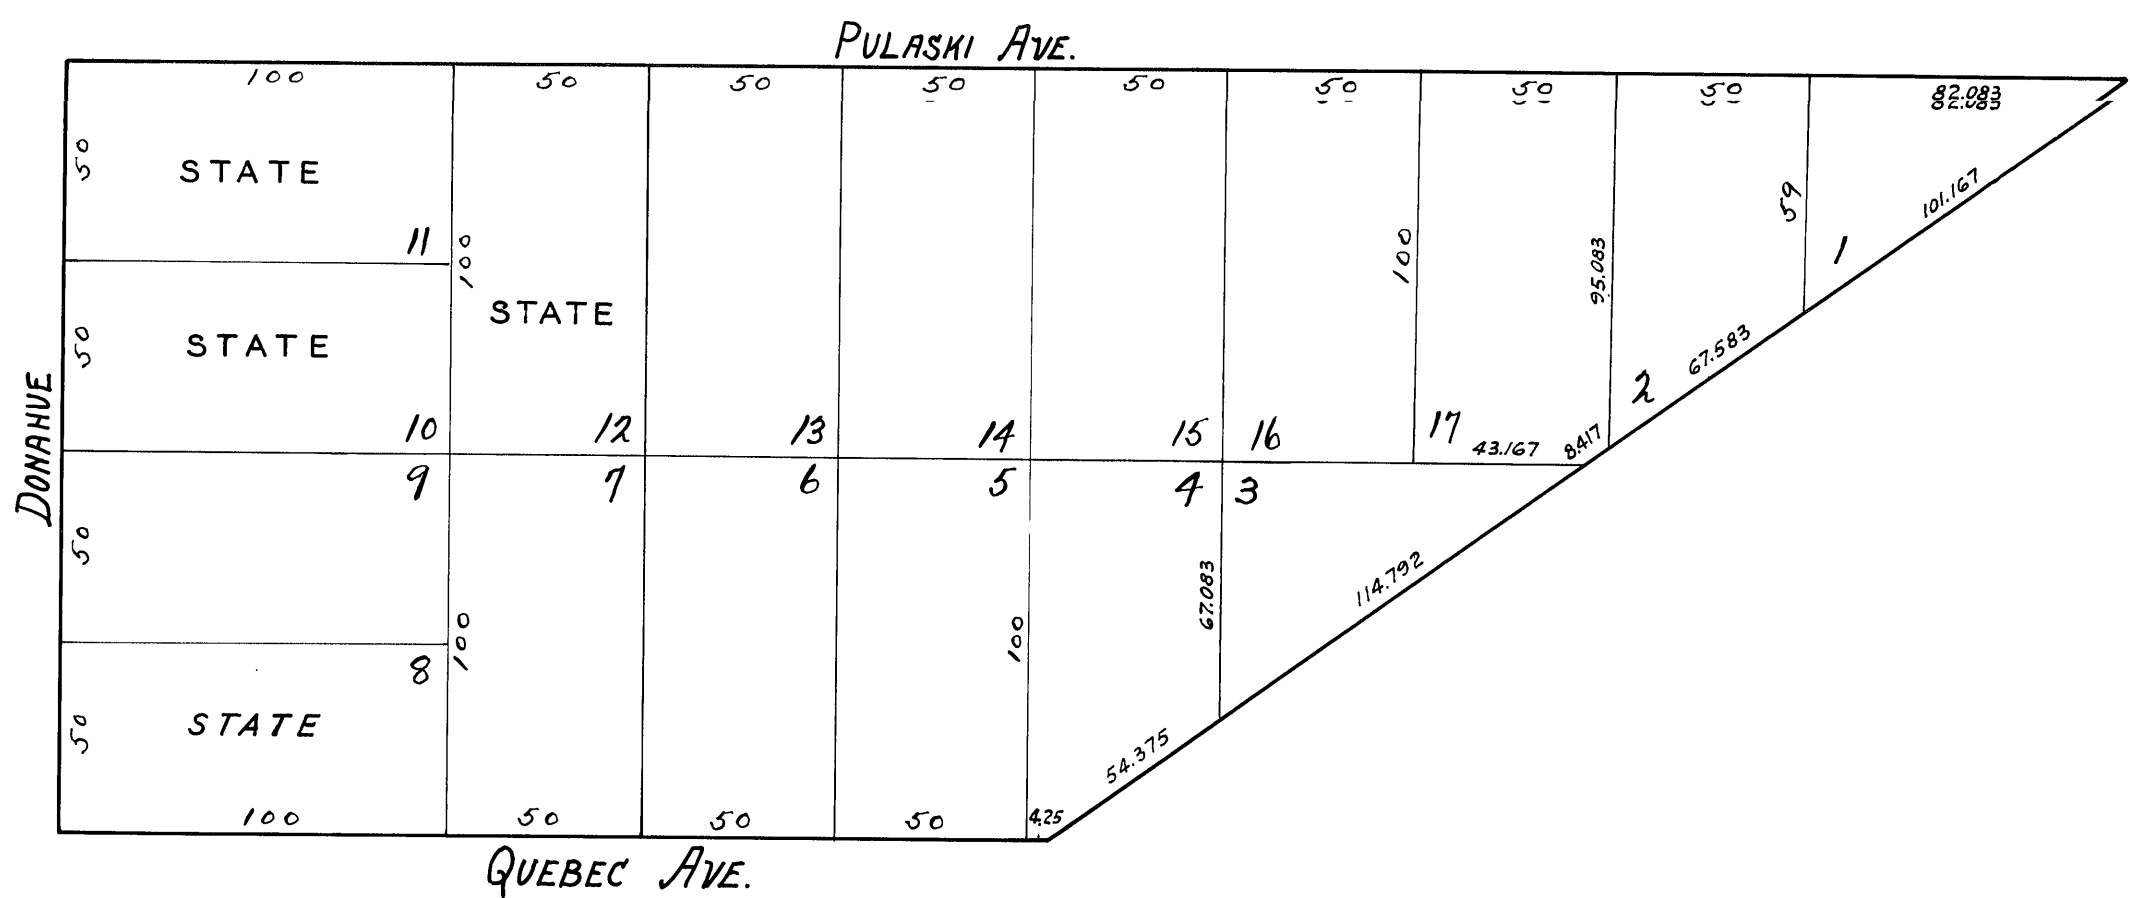 PULASKI AVE.
100 50 50 50 50 50 50 50 82.083
82.083
50 STATE
59 101.167
11 100 100 95.083 1
STATE
50 STATE
67.583
2
10 12 13 14 15 16 17 43.167 8.417
DONAHUE
9 7 6 5 4 3
50
67.083 114.792
100 100
8
50 STATE
54.375
100 50 50 50 4.25
QUEBEC AVE.